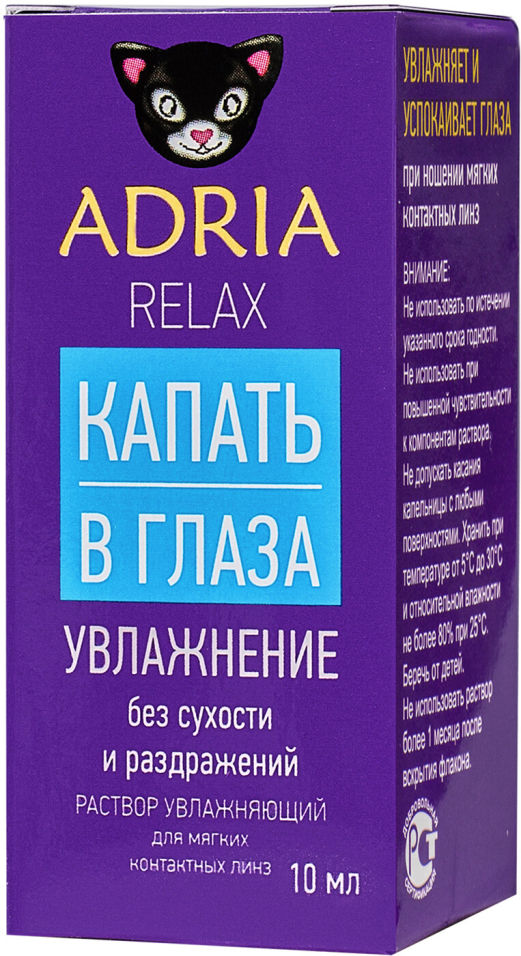 ADRIA
RELAX
КАПАТЬ
В ГЛАЗА
УВЛАЖНЕНИЕ
без сухости
и раздражений
РАСТВОР УВЛАЖНЯЮЩИЙ
для мягких
контактных линз
10 мл
УВЛАЖНЯЕТ И
УСПОКАИВАЕТ ГЛАЗА
при ношении мягких
контактных линз
ВНИМАНИЕ:
Не использовать по истечении
указанного срока годности.
Не использовать при
повышенной чувствительности
к компонентам раствора.
Не допускать касания
капельницы с любыми
поверхностями. Хранить при
температуре от 5°С до 30°С
и относительной влажности
не более 80% при 25°С.
Беречь от детей.
Не использовать раствор
более 1 месяца после
вскрытия флакона.
ДОБРОВОЛЬНАЯ
РСТ
СЕРТИФИКАЦИЯ